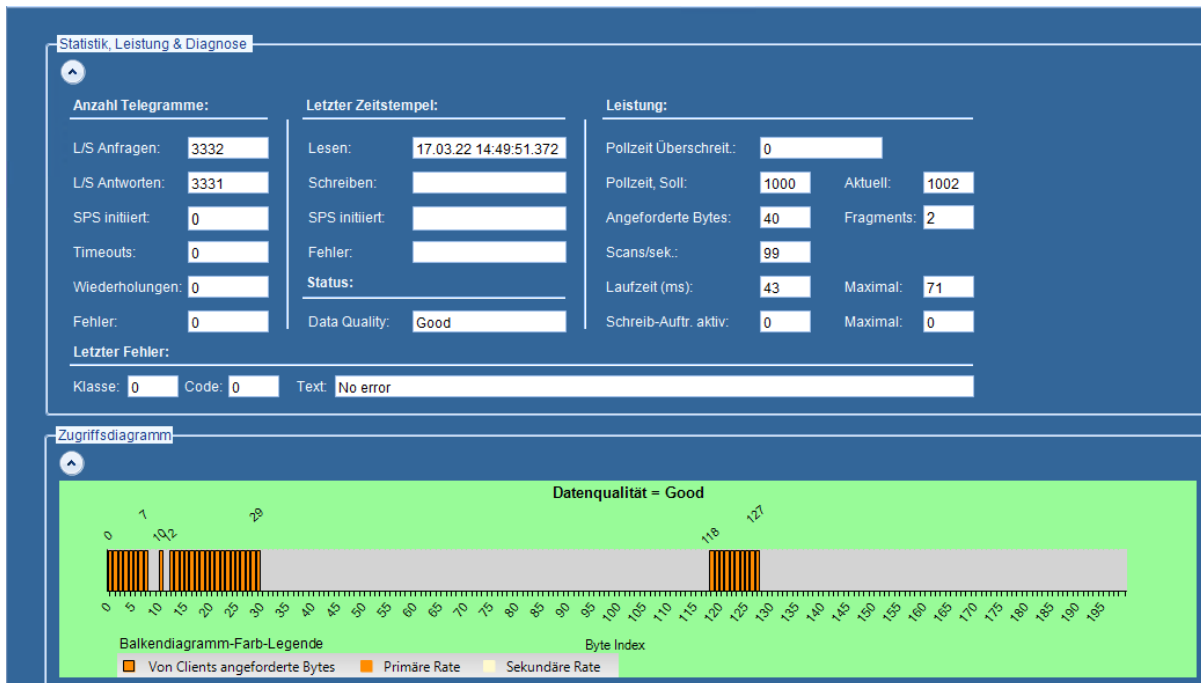 Statistik, Leistung & Diagnose
Anzahl Telegramme:
L/S Anfragen: 3332
L/S Antworten: 3331
SPS initiiert: 0
Timeouts: 0
Wiederholungen: 0
Fehler: 0
Letzter Zeitstempel:
Lesen: 17.03.22 14:49:51.372
Schreiben:
SPS initiiert:
Fehler:
Status:
Data Quality: Good
Leistung:
Pollzeit Überschreit.: 0
Pollzeit, Soll: 1000 Aktuell: 1002
Angeforderte Bytes: 40 Fragments: 2
Scans/sek.: 99
Laufzeit (ms): 43 Maximal: 71
Schreib-Auftr. aktiv: 0 Maximal: 0
Letzter Fehler:
Klasse: 0 Code: 0 Text: No error
Zugriffsdiagramm
Datenqualität = Good
0 7 10 12 29 118 127
0 5 10 15 20 25 30 35 40 45 50 55 60 65 70 75 80 85 90 95 100 105 110 115 120 125 130 135 140 145 150 155 160 165 170 175 180 185 190 195
Balkendiagramm-Farb-Legende Byte Index
Von Clients angeforderte Bytes Primäre Rate Sekundäre Rate